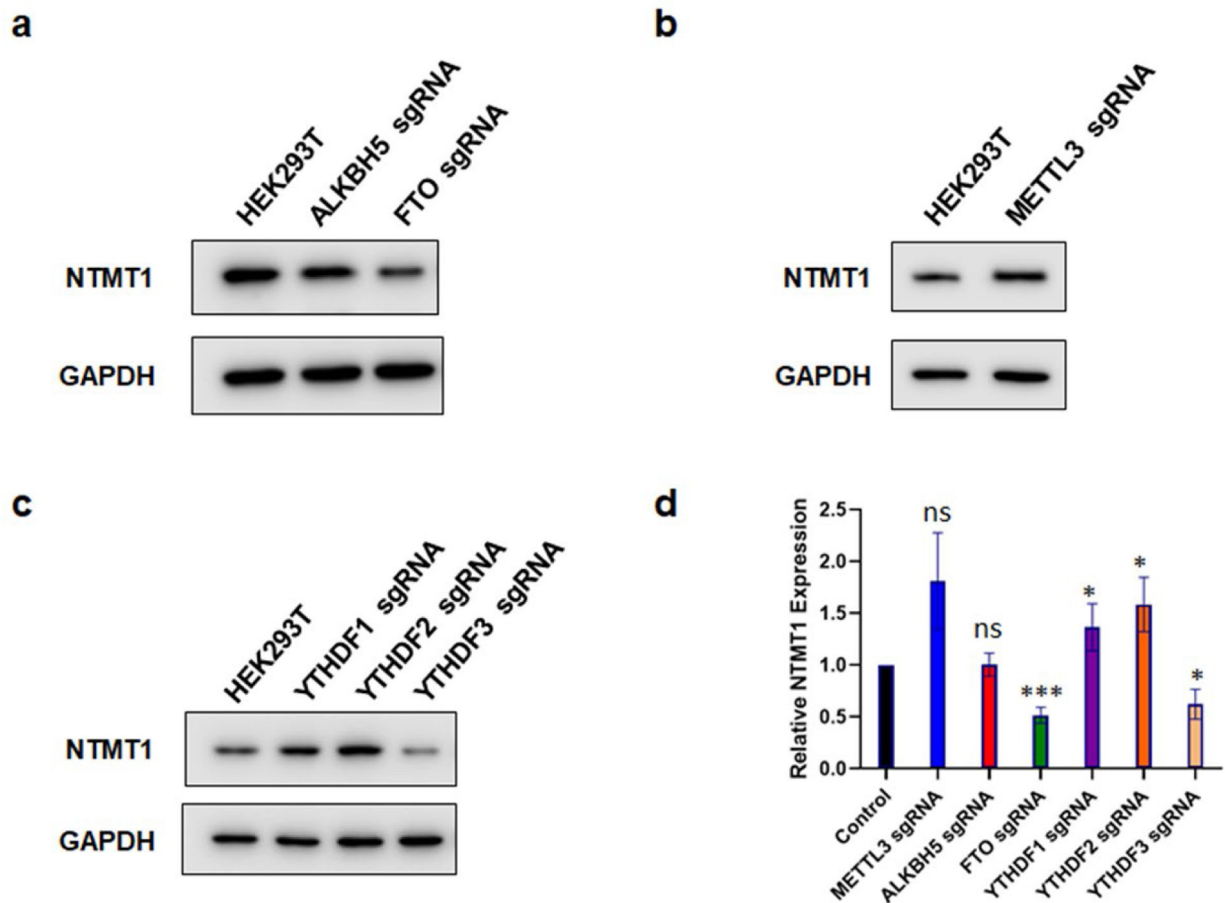 a
HEK293T
ALKBH5 sgRNA
FTO sgRNA
NTMT1
GAPDH
b
HEK293T
METTL3 sgRNA
NTMT1
GAPDH
c
HEK293T
YTHDF1 sgRNA
YTHDF2 sgRNA
YTHDF3 sgRNA
NTMT1
GAPDH
d
Relative NTMT1 Expression
2.5
2.0
1.5
1.0
0.5
0.0
ns
ns
***
*
*
*
Control
METTL3 sgRNA
ALKBH5 sgRNA
FTO sgRNA
YTHDF1 sgRNA
YTHDF2 sgRNA
YTHDF3 sgRNA